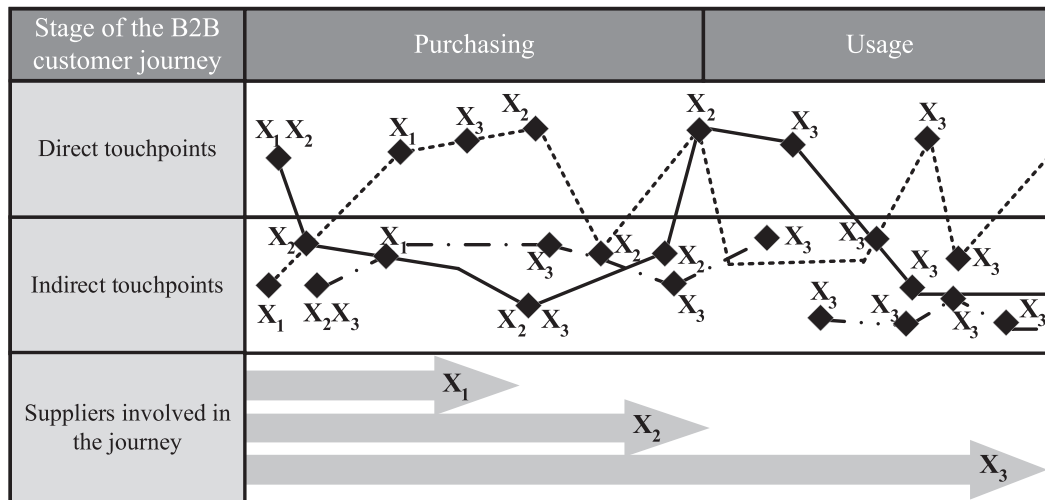 Stage of the B2B
customer journey
Purchasing
Usage
Direct touchpoints
X₁ X₂
X₁
X₃
X₂
X₂
X₃
X₃
Indirect touchpoints
X₂
X₁
X₁
X₂X₃
X₃
X₂ X₃
X₂
X₂
X₃
X₃
X₃
X₃
X₃
X₃
X₃
X₃
X₃
Suppliers involved in
the journey
X₁
X₂
X₃